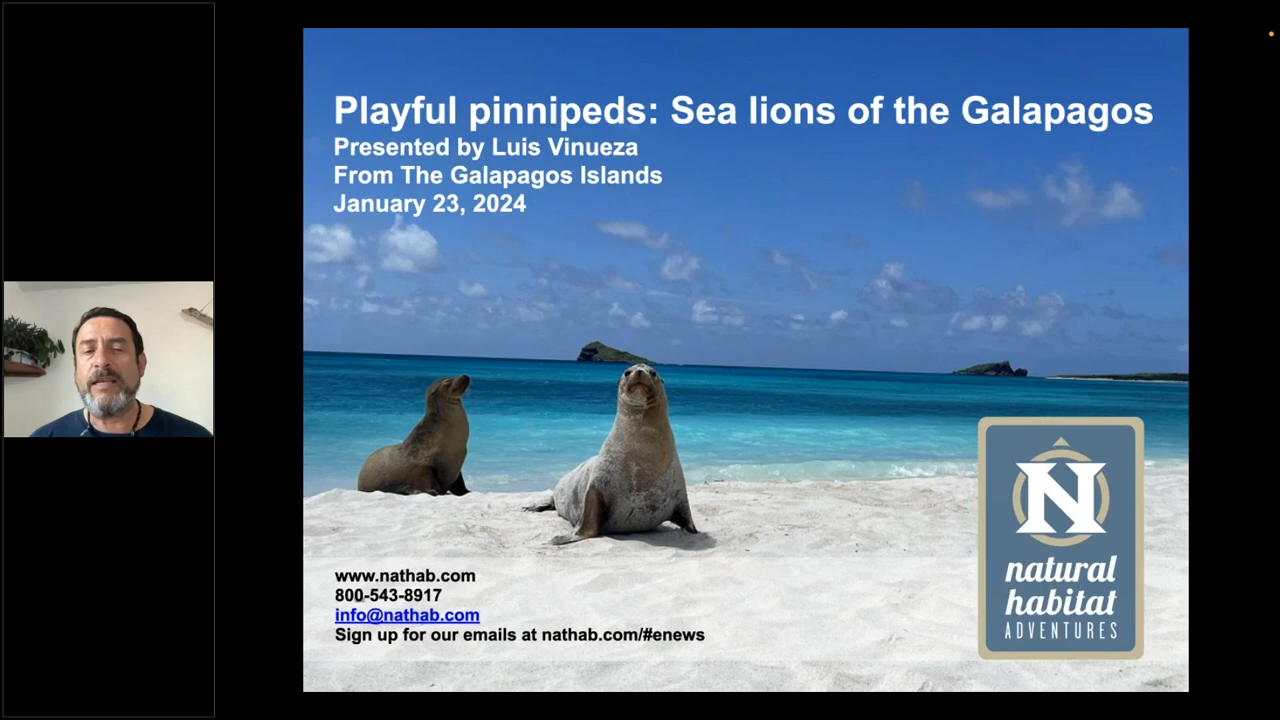 Playful pinnipeds: Sea lions of the Galapagos
Presented by Luis Vinueza
From The Galapagos Islands
January 23, 2024
www.nathab.com
800-543-8917
info@nathab.com
Sign up for our emails at nathab.com/#enews
N
natural
habitat
ADVENTURES